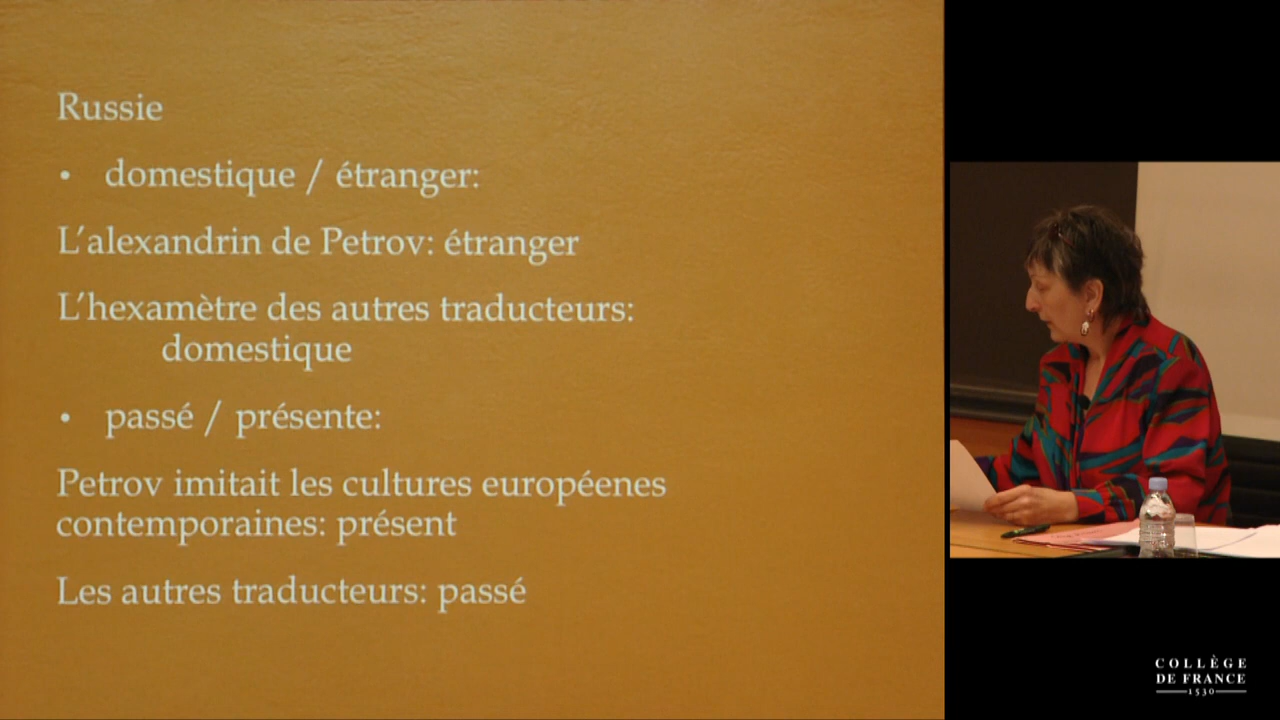 Russie
• domestique / étranger:
L'alexandrin de Petrov: étranger
L'hexamètre des autres traducteurs:
domestique
• passé / présente:
Petrov imitait les cultures européenes
contemporaines: présent
Les autres traducteurs: passé
COLLÈGE
DE FRANCE
1530